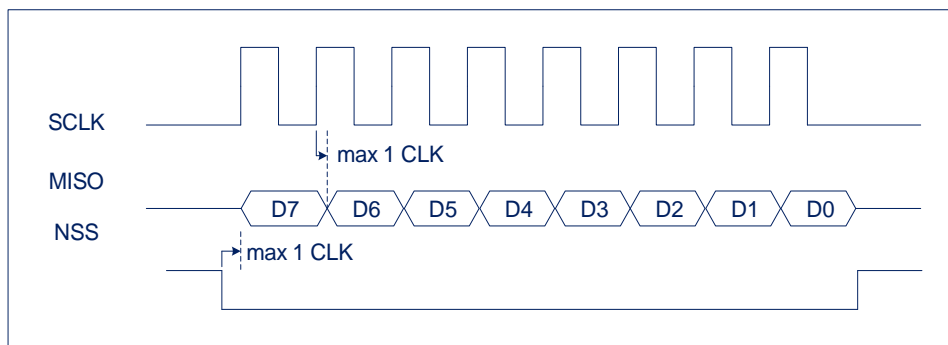 SCLK
max 1 CLK
MISO
D7 D6 D5 D4 D3 D2 D1 D0
NSS
max 1 CLK